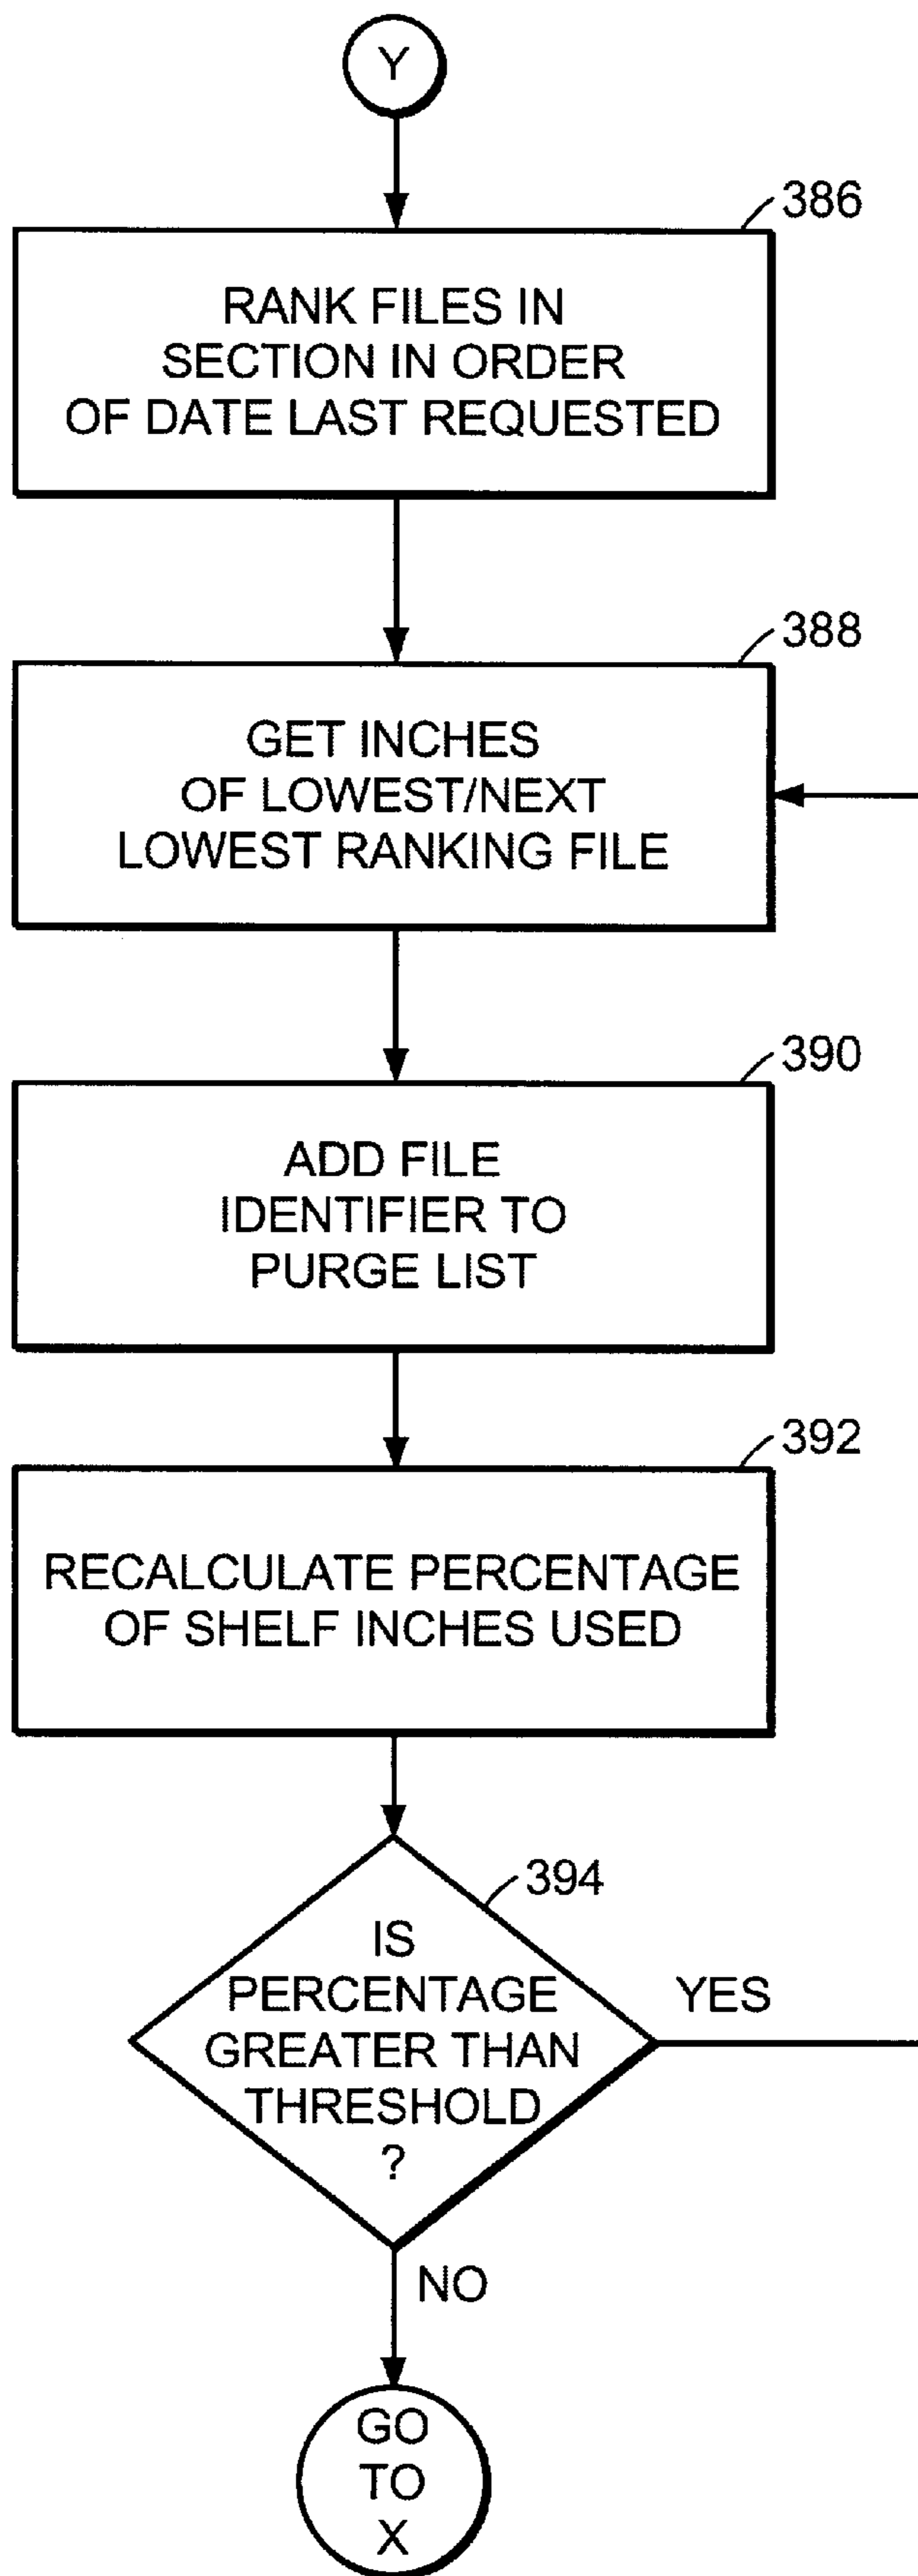 Y
386
RANK FILES IN
SECTION IN ORDER
OF DATE LAST REQUESTED
388
GET INCHES
OF LOWEST/NEXT
LOWEST RANKING FILE
390
ADD FILE
IDENTIFIER TO
PURGE LIST
392
RECALCULATE PERCENTAGE
OF SHELF INCHES USED
394
IS
PERCENTAGE
GREATER THAN
THRESHOLD
?
YES
NO
GO
TO
X